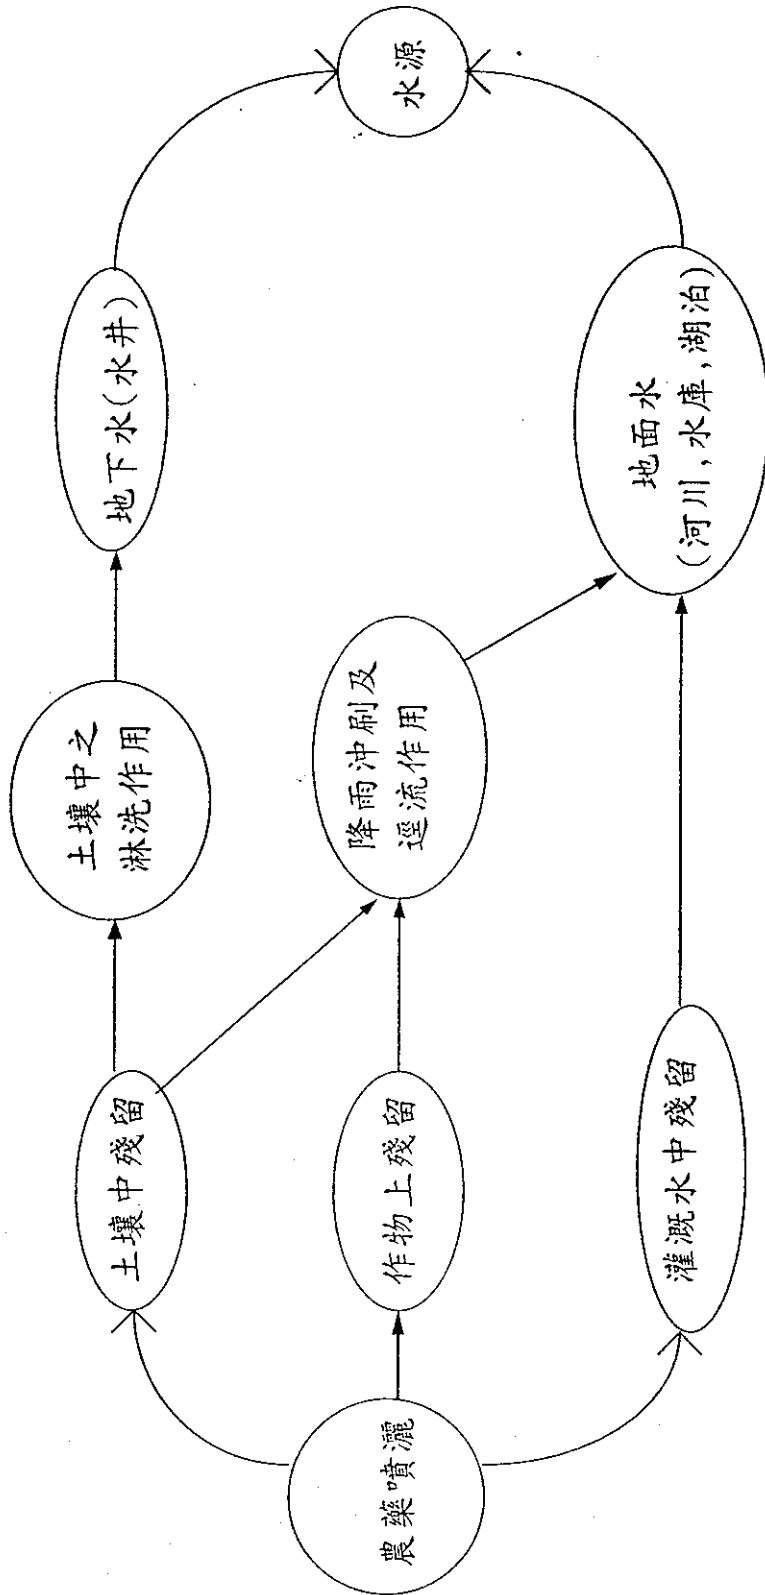 農藥噴灑
土壤中殘留
作物上殘留
灌溉水中殘留
土壤中之
淋洗作用
降雨沖刷及
逕流作用
地下水(水井)
地面水
(河川,水庫,湖泊)
水源